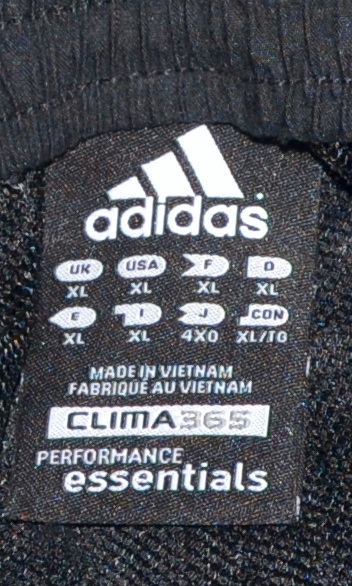 adidas
UK USA F D
XL XL XL XL
E I J CON
XL XL 4XO XL/TG
MADE IN VIETNAM
FABRIQUÉ AU VIETNAM
CLIMA365
PERFORMANCE
essentials